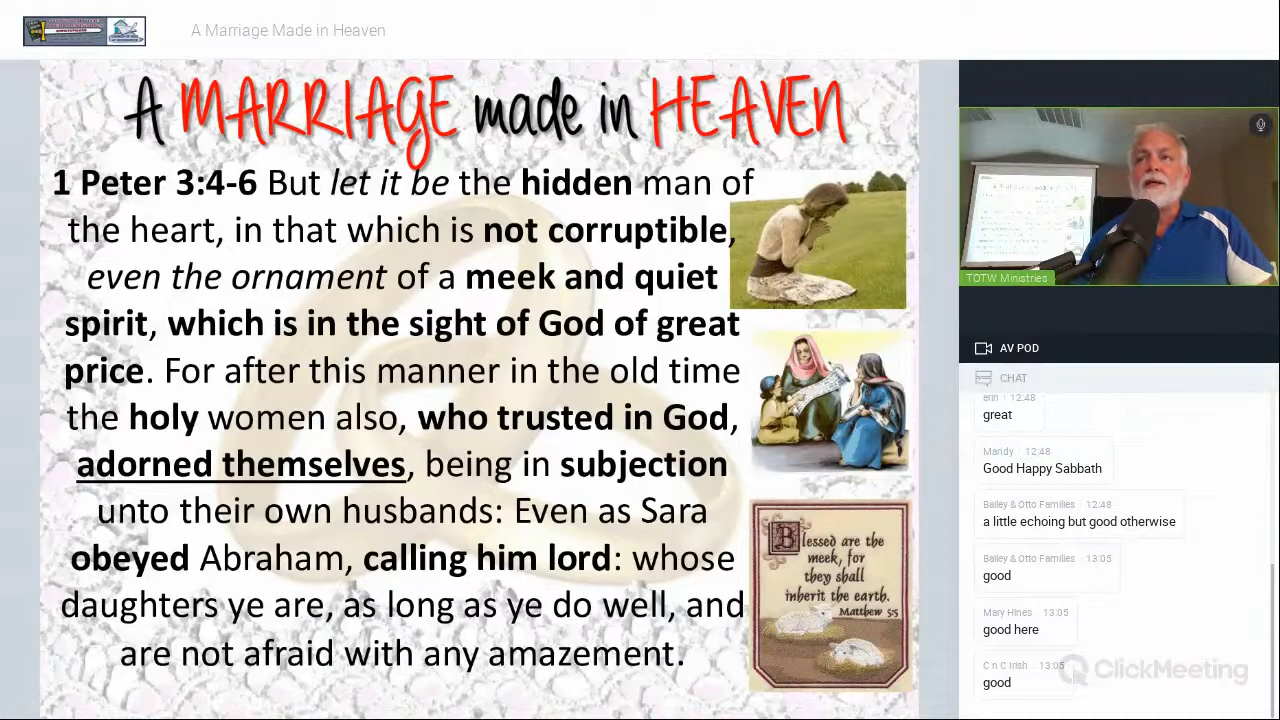 A Marriage Made in Heaven
A MARRIAGE made in HEAVEN
1 Peter 3:4-6 But let it be the hidden man of
the heart, in that which is not corruptible,
even the ornament of a meek and quiet
spirit, which is in the sight of God of great
price. For after this manner in the old time
the holy women also, who trusted in God,
adorned themselves, being in subjection
unto their own husbands: Even as Sara
obeyed Abraham, calling him lord: whose
daughters ye are, as long as ye do well, and
are not afraid with any amazement.
Blessed are the
meek, for
they shall
inherit the earth.
Matthew 5:5
TOTW Ministries
AV POD
CHAT
erin 12:48
great
Mandy 12:48
Good Happy Sabbath
Bailey & Otto Families 12:48
a little echoing but good otherwise
Bailey & Otto Families 13:05
good
Mary Hines 13:05
good here
C n C Irish 13:05
good
ClickMeeting